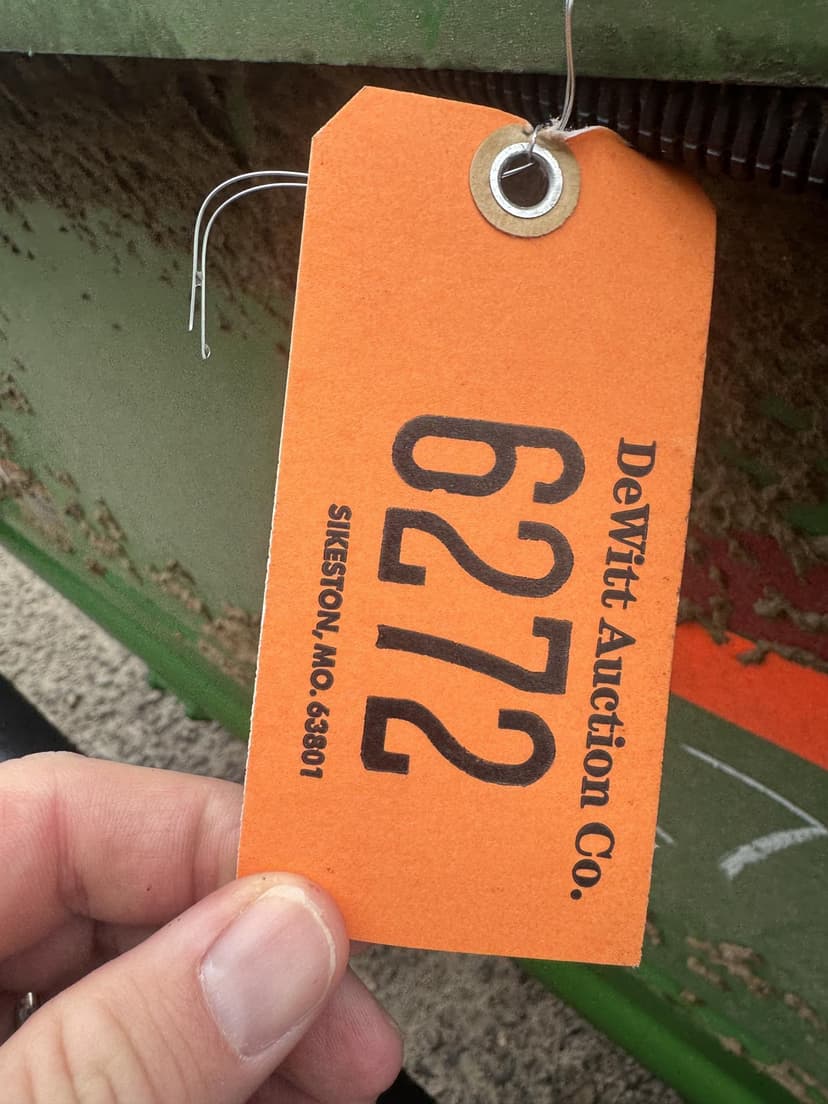 DeWitt Auction Co.
6272
SIKESTON, MO. 63801